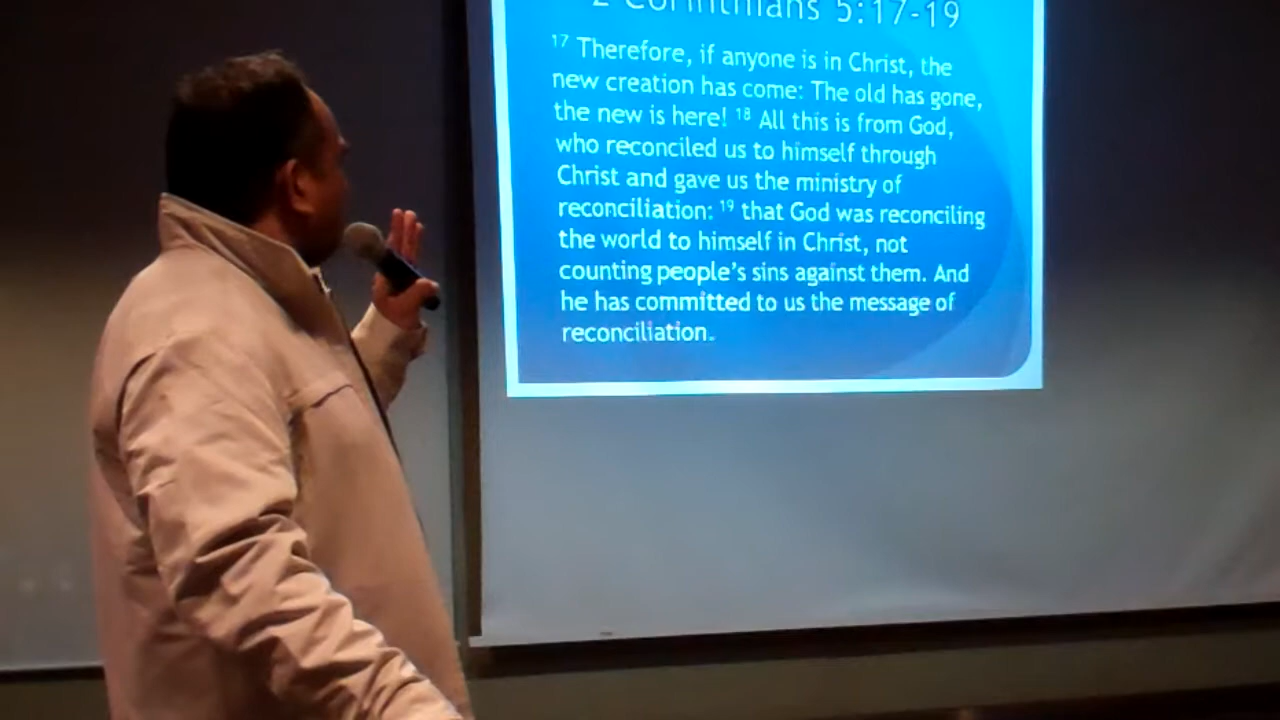 2 Corinthians 5:17-19
17 Therefore, if anyone is in Christ, the
new creation has come: The old has gone,
the new is here! 18 All this is from God,
who reconciled us to himself through
Christ and gave us the ministry of
reconciliation: 19 that God was reconciling
the world to himself in Christ, not
counting people's sins against them. And
he has committed to us the message of
reconciliation.